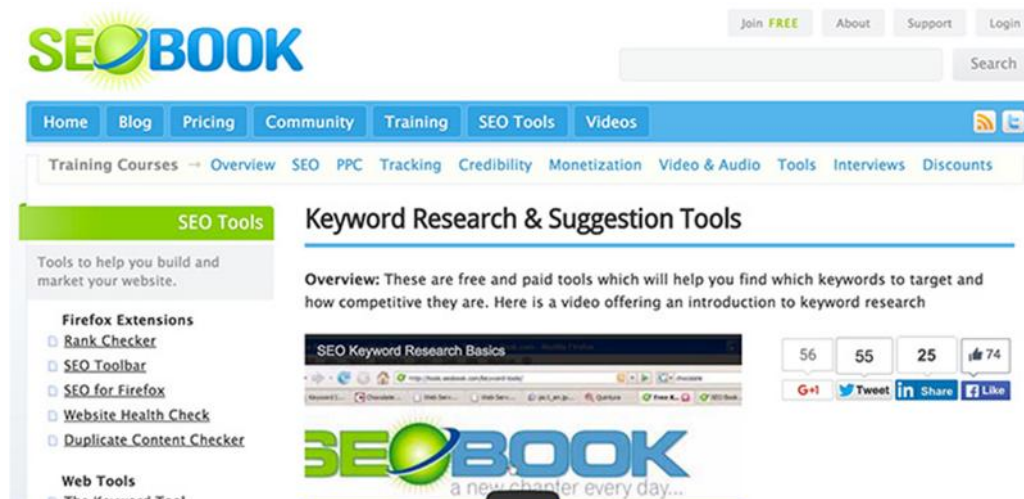 SEOBOOK
Join FREE About Support Login
Search
Home Blog Pricing Community Training SEO Tools Videos
Training Courses → Overview SEO PPC Tracking Credibility Monetization Video & Audio Tools Interviews Discounts
SEO Tools
Tools to help you build and
market your website.
Firefox Extensions
Rank Checker
SEO Toolbar
SEO for Firefox
Website Health Check
Duplicate Content Checker
Web Tools
The Keyword Tool
Keyword Research & Suggestion Tools
Overview: These are free and paid tools which will help you find which keywords to target and
how competitive they are. Here is a video offering an introduction to keyword research
SEO Keyword Research Basics
SEOBOOK
a new chapter every day...
56 55 25 74
G+1 Tweet in Share Like